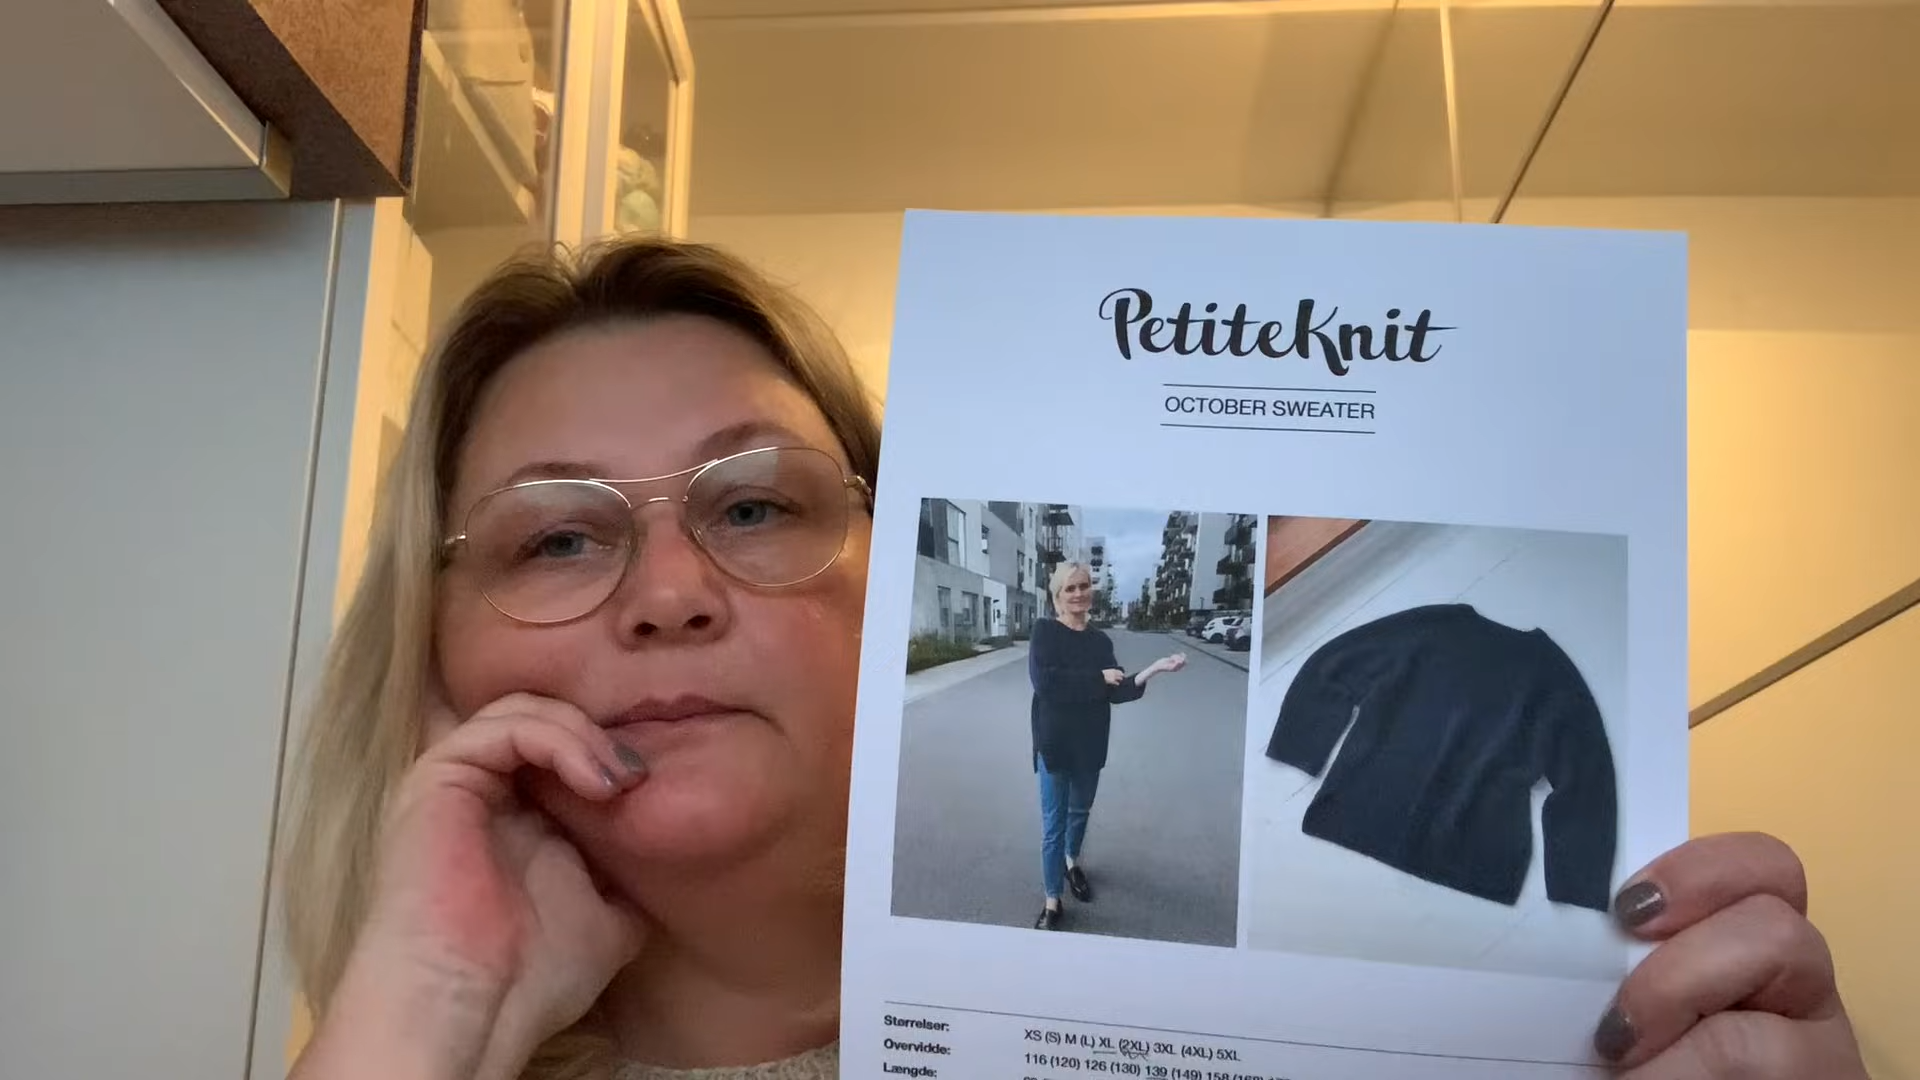 PetiteKnit
OCTOBER SWEATER
Størrelser: XS (S) M (L) XL (2XL) 3XL (4XL) 5XL
Overvidde: 116 (120) 126 (130) 139 (149) 158
Længde: